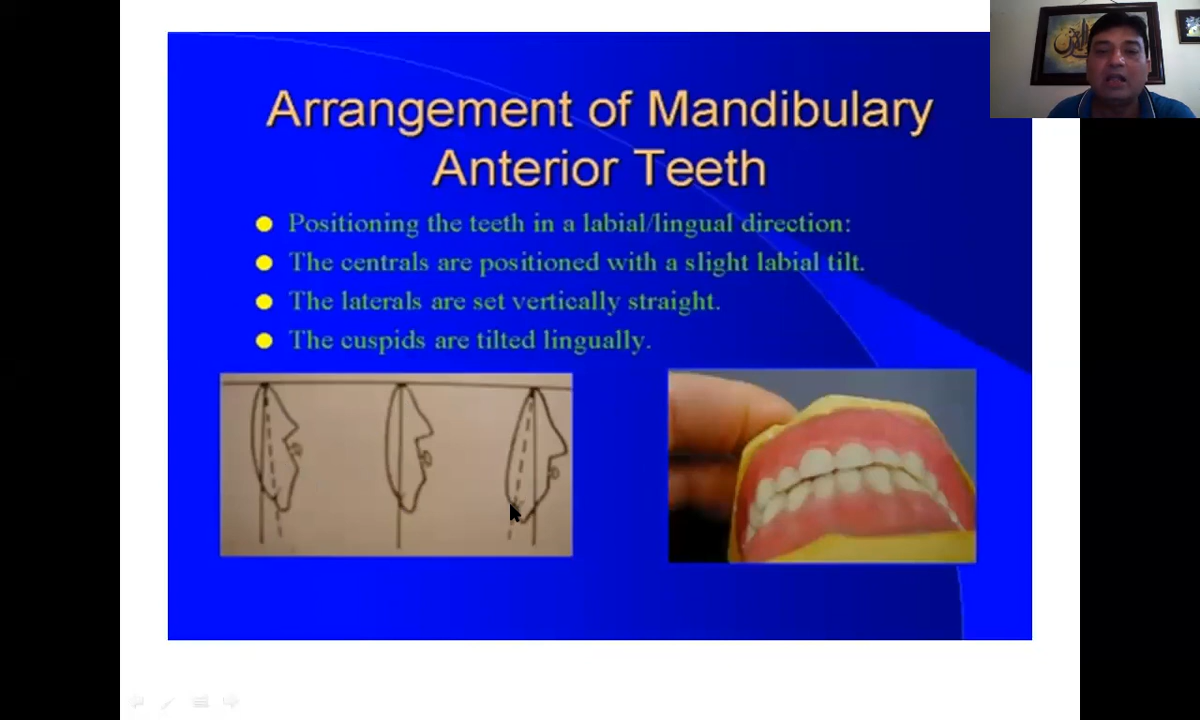 Arrangement of Mandibulary
Anterior Teeth
Positioning the teeth in a labial/lingual direction:
The centrals are positioned with a slight labial tilt.
The laterals are set vertically straight.
The cuspids are tilted lingually.